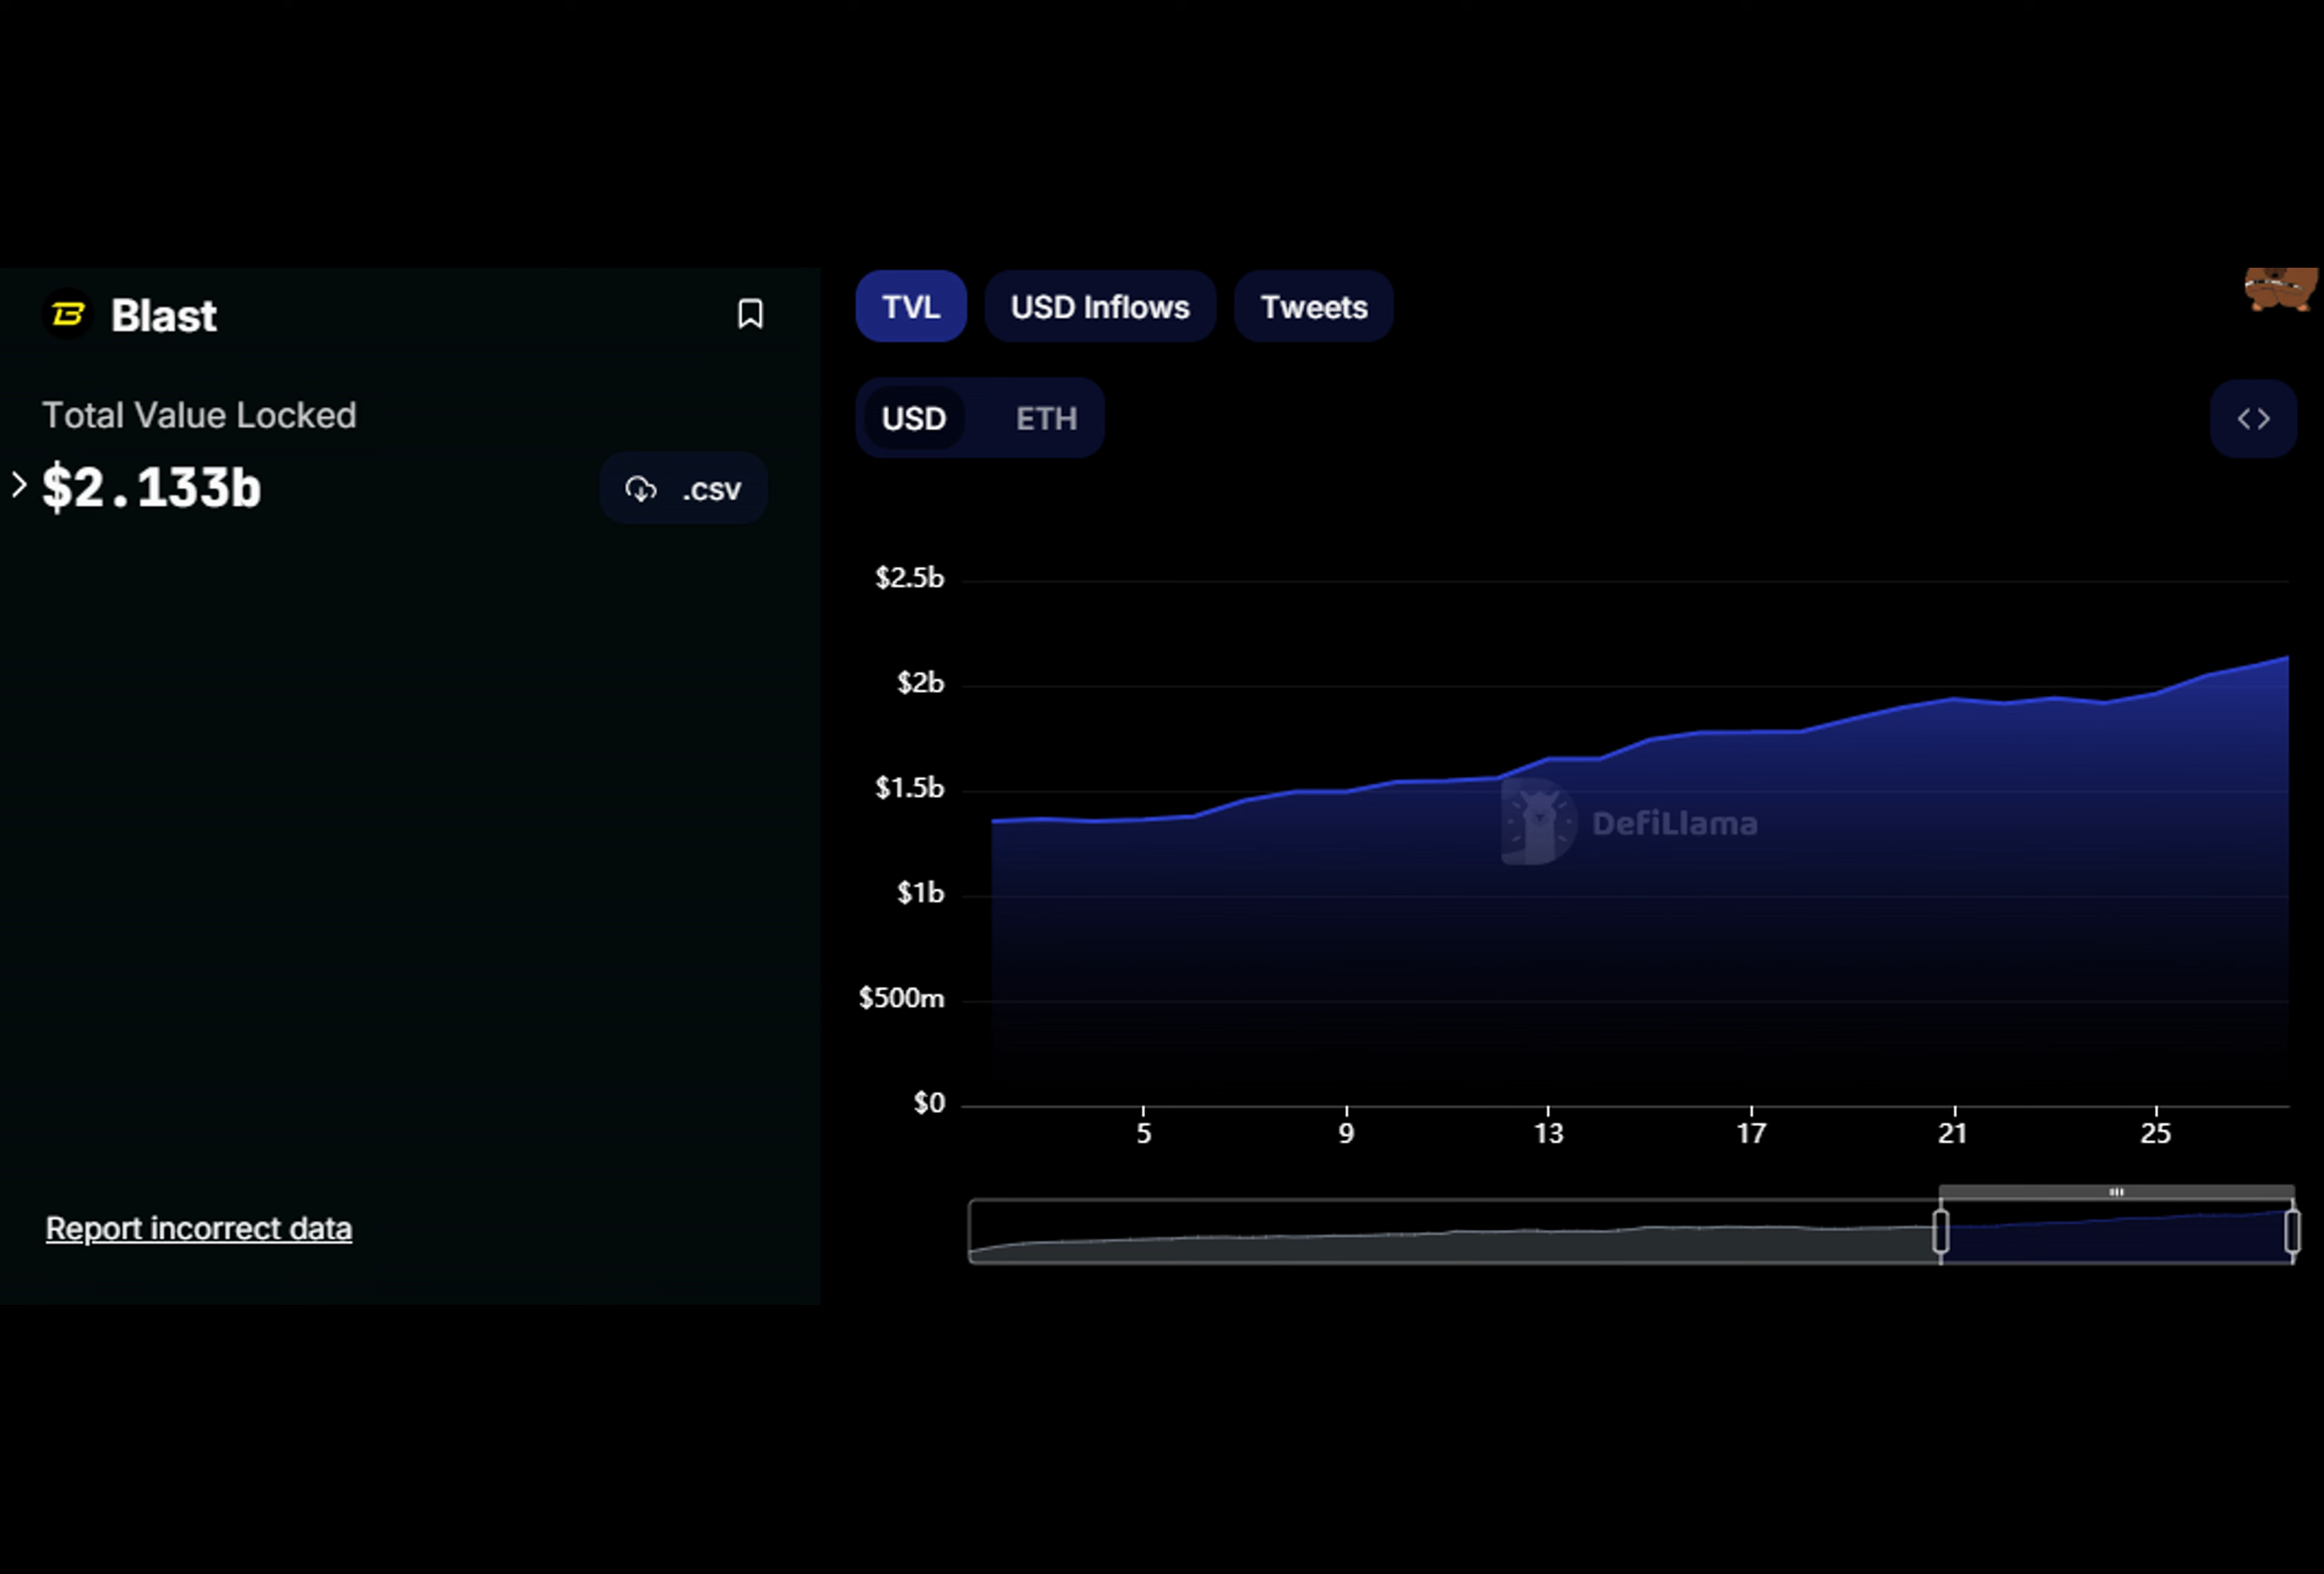 Blast
Total Value Locked
$2.133b
.csv
Report incorrect data
TVL
USD Inflows
Tweets
USD
ETH
$2.5b
$2b
$1.5b
$1b
$500m
$0
DefiLlama
5
9
13
17
21
25